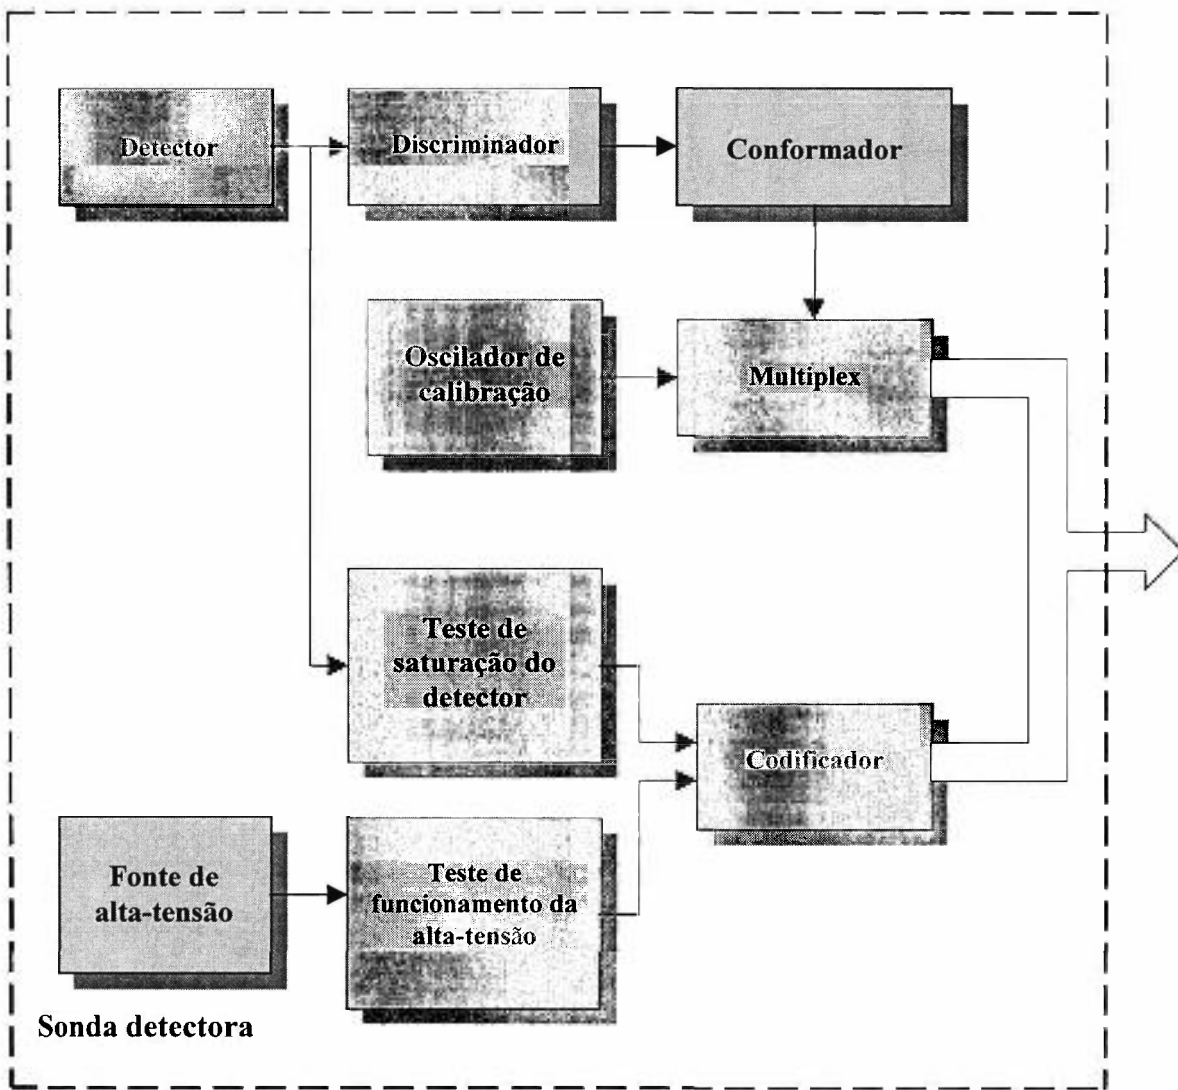 Detector
Discriminador
Conformador
Oscilador de
calibração
Multiplex
Teste de
saturação do
detector
Codificador
Fonte de
alta-tensão
Teste de
funcionamento da
alta-tensão
Sonda detectora